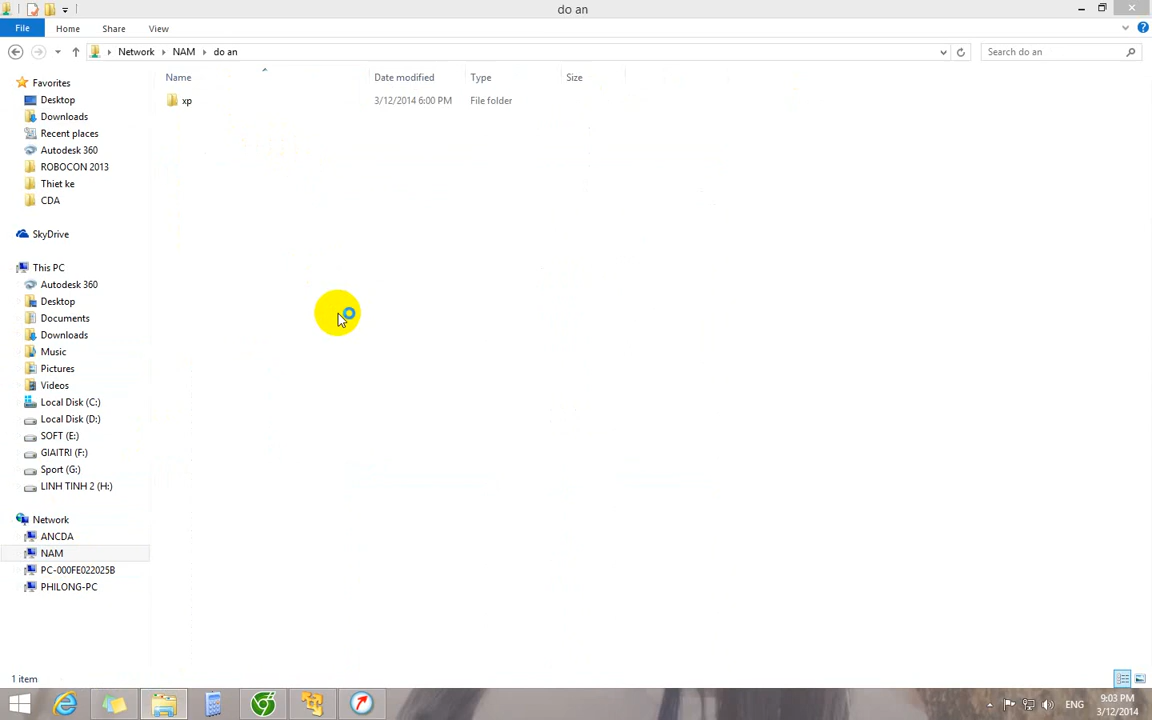 do an
File Home Share View
Network NAM do an Search do an
Name Date modified Type Size
xp 3/12/2014 6:00 PM File folder
Favorites
Desktop
Downloads
Recent places
Autodesk 360
ROBOCON 2013
Thiet ke
CDA
SkyDrive
This PC
Autodesk 360
Desktop
Documents
Downloads
Music
Pictures
Videos
Local Disk (C:)
Local Disk (D:)
SOFT (E:)
GIAITRI (F:)
Sport (G:)
LINH TINH 2 (H:)
Network
ANCDA
NAM
PC-000FE022025B
PHILONG-PC
1 item
ENG 9:03 PM
3/12/2014